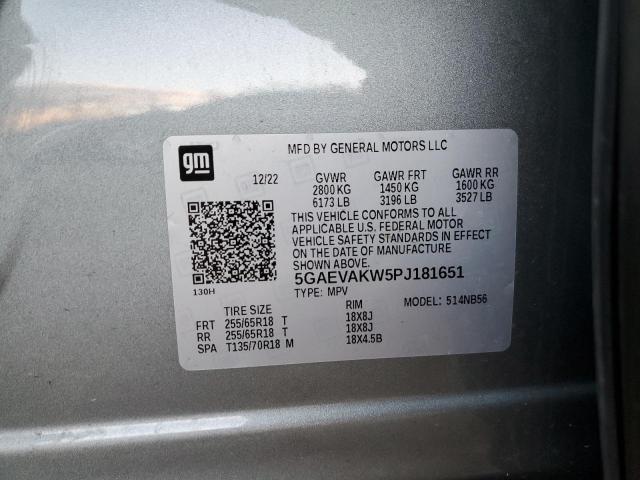 gm
MFD BY GENERAL MOTORS LLC
12/22 GVWR GAWR FRT GAWR RR
2800 KG 1450 KG 1600 KG
6173 LB 3196 LB 3527 LB
THIS VEHICLE CONFORMS TO ALL
APPLICABLE U.S. FEDERAL MOTOR
VEHICLE SAFETY STANDARDS IN EFFECT
ON THE DATE OF MANUFACTURE
SHOWN ABOVE.
5GAEVAKW5PJ181651
130H TYPE: MPV MODEL: 514NB56
TIRE SIZE RIM
FRT 255/65R18 T 18X8J
RR 255/65R18 T 18X8J
SPA T135/70R18 M 18X4.5B